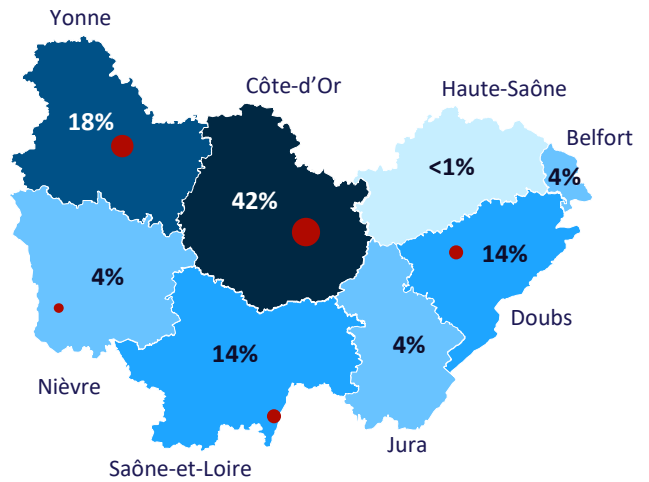 Yonne
Côte-d’Or
Haute-Saône
Belfort
18%
<1%
4%
42%
14%
4%
Doubs
14%
4%
Nièvre
Jura
Saône-et-Loire